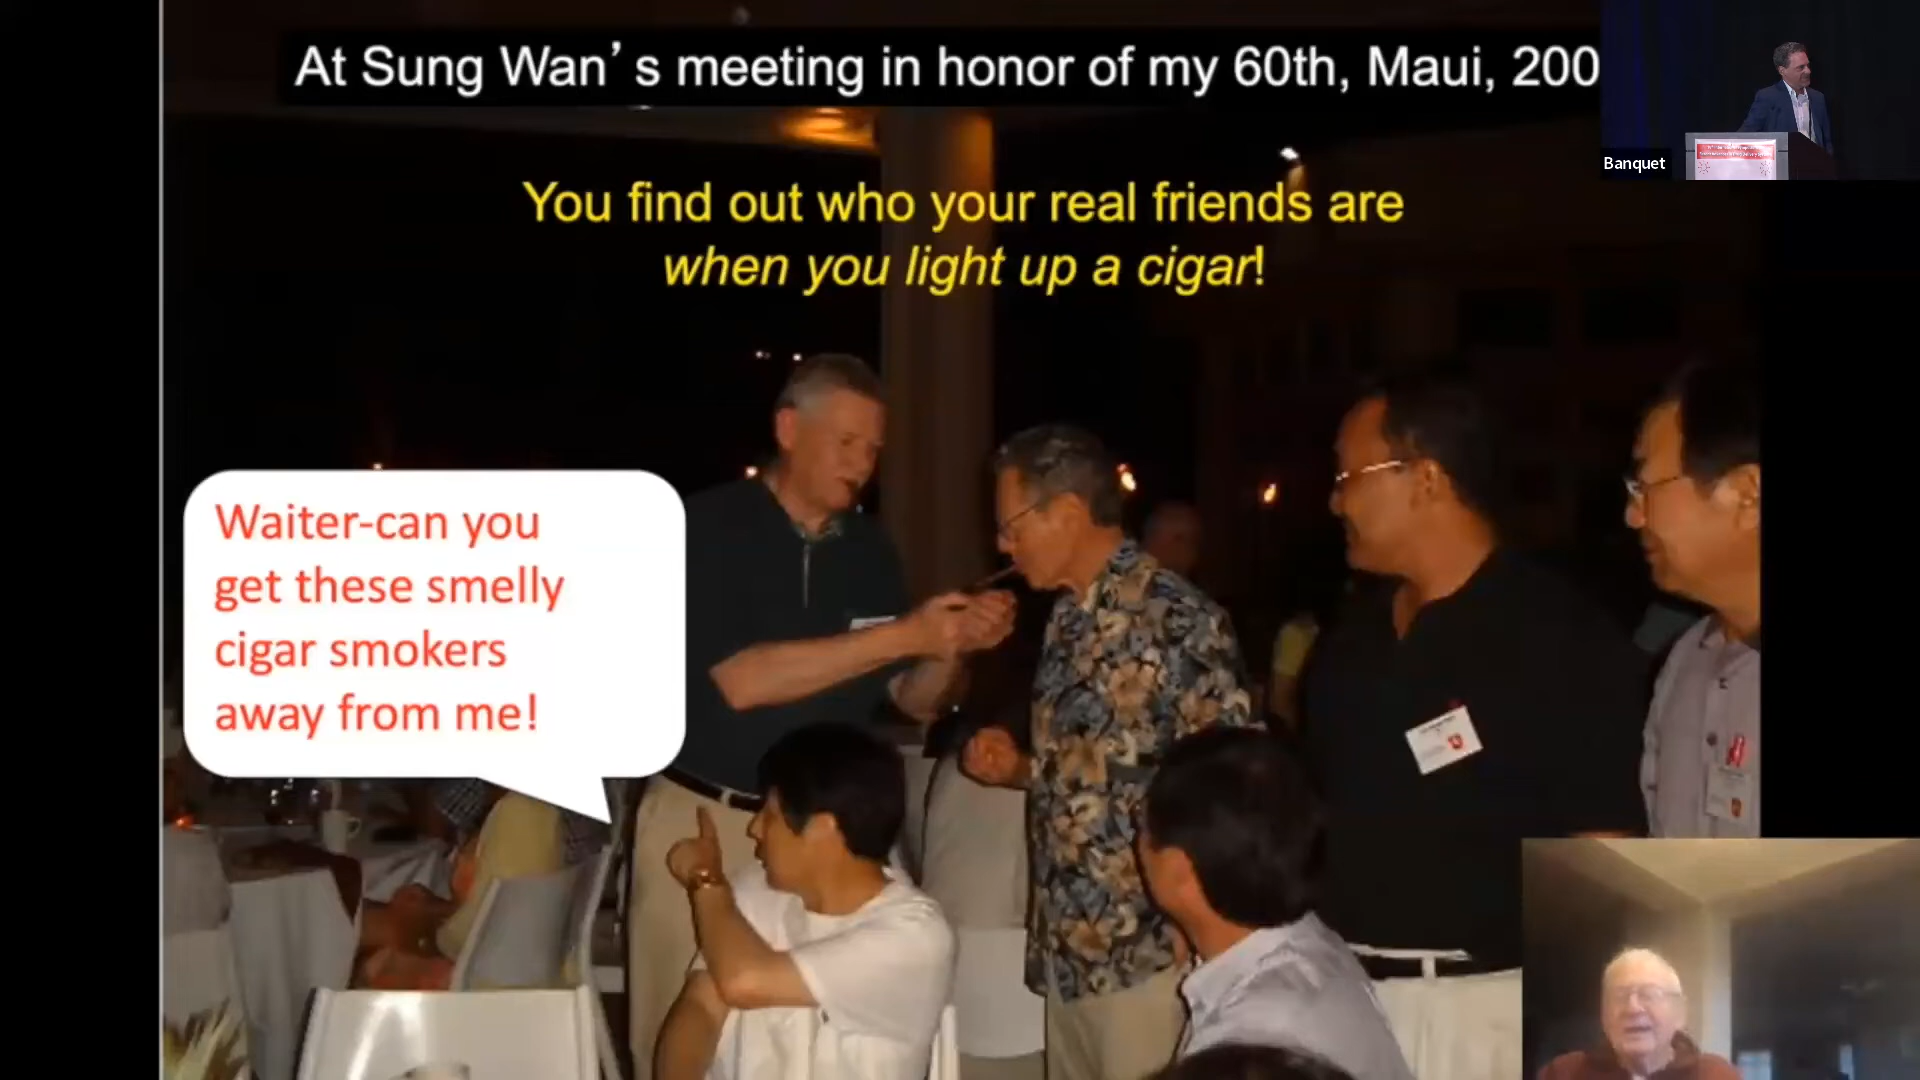 At Sung Wan's meeting in honor of my 60th, Maui, 200
You find out who your real friends are
when you light up a cigar!
Banquet
Waiter-can you
get these smelly
cigar smokers
away from me!